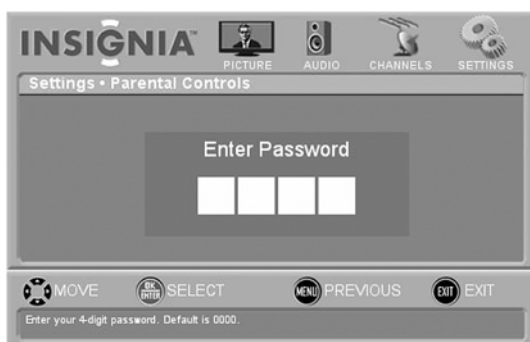 INSIGNIA™
PICTURE AUDIO CHANNELS SETTINGS
Settings • Parental Controls
Enter Password
MOVE OK ENTER SELECT MENU PREVIOUS EXIT EXIT
Enter your 4-digit password. Default is 0000.